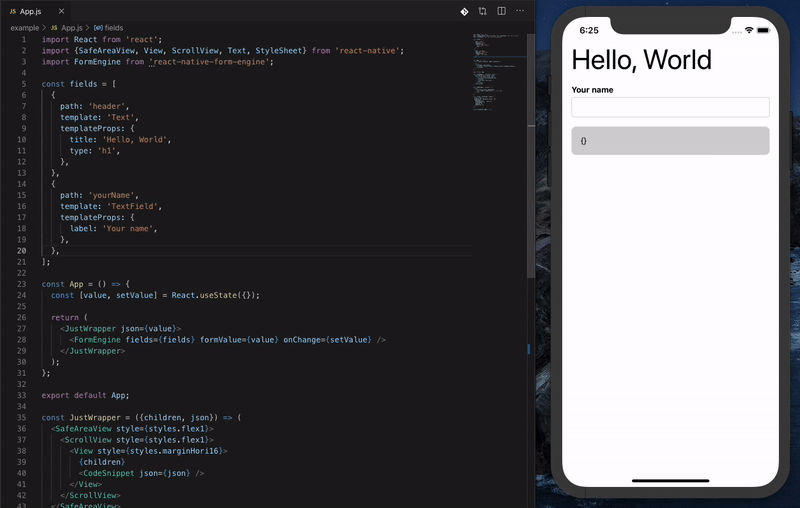 JS App.js ×
example > JS App.js > fields
1 import React from 'react';
2 import {SafeAreaView, View, ScrollView, Text, StyleSheet} from 'react-native';
3 import FormEngine from 'react-native-form-engine';
4
5 const fields = [
6 {
7 path: 'header',
8 template: 'Text',
9 templateProps: {
10 title: 'Hello, World',
11 type: 'h1',
12 },
13 },
14 {
15 path: 'yourName',
16 template: 'TextField',
17 templateProps: {
18 label: 'Your name',
19 },
20 },
21 ];
22
23 const App = () => {
24 const [value, setValue] = React.useState({});
25
26 return (
27 <JustWrapper json={value}>
28 <FormEngine fields={fields} formValue={value} onChange={setValue} />
29 </JustWrapper>
30 );
31 };
32
33 export default App;
34
35 const JustWrapper = ({children, json}) => (
36 <SafeAreaView style={styles.flex1}>
37 <ScrollView style={styles.flex1}>
38 <View style={styles.marginHori16}>
39 {children}
40 <CodeSnippet json={json} />
41 </View>
42 </ScrollView>
43 </SafeAreaView>
6:25
Hello, World
Your name
{}